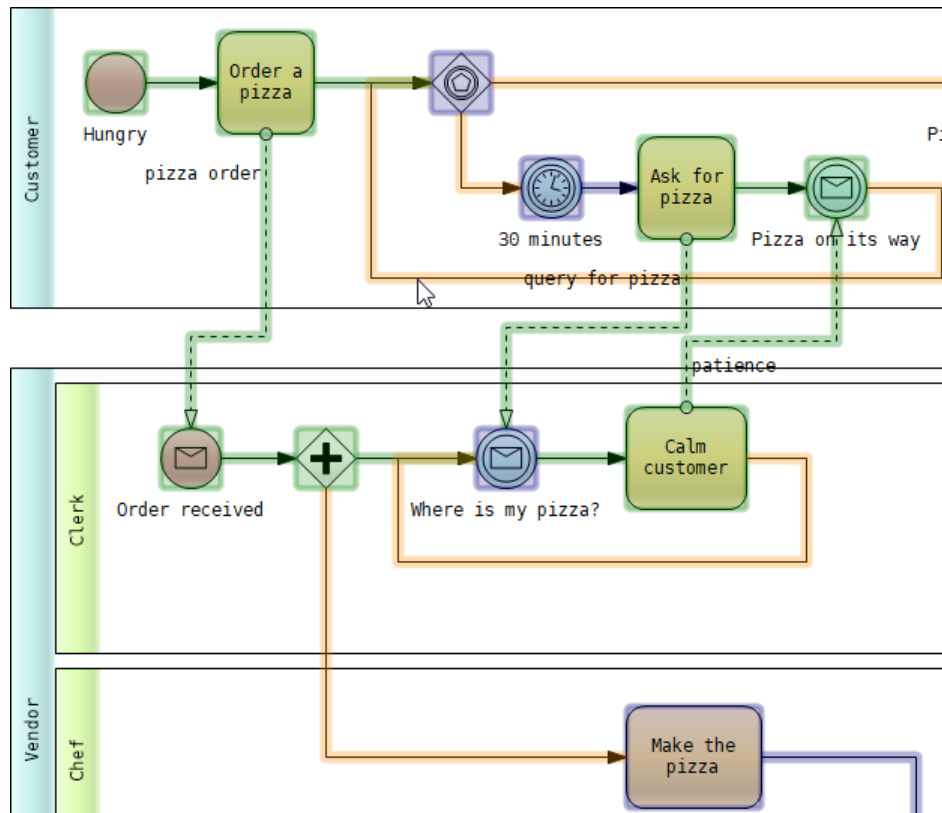 Customer
Hungry
Order a
pizza
pizza order
30 minutes
Ask for
pizza
Pizza on its way
Pi
query for pizza
patience
Vendor
Clerk
Order received
Where is my pizza?
Calm
customer
Chef
Make the
pizza